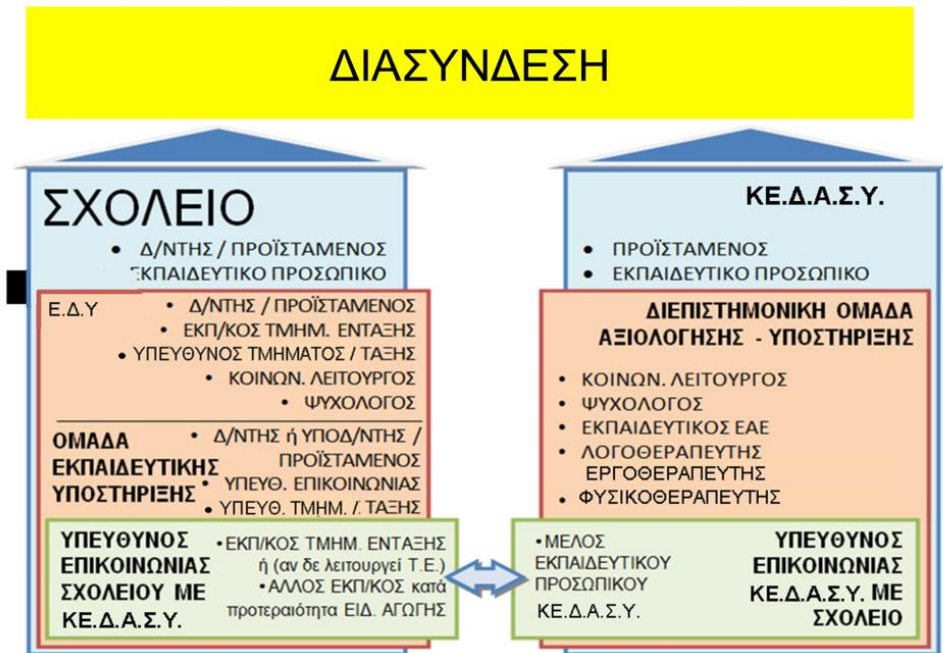 ΔΙΑΣΥΝΔΕΣΗ
ΣΧΟΛΕΙΟ
• Δ/ΝΤΗΣ / ΠΡΟΪΣΤΑΜΕΝΟΣ
ΕΚΠΑΙΔΕΥΤΙΚΟ ΠΡΟΣΩΠΙΚΟ
Ε.Δ.Υ
• Δ/ΝΤΗΣ / ΠΡΟΪΣΤΑΜΕΝΟΣ
• ΕΚΠ/ΚΟΣ ΤΜΗΜ. ΕΝΤΑΞΗΣ
• ΥΠΕΥΘΥΝΟΣ ΤΜΗΜΑΤΟΣ / ΤΑΞΗΣ
• ΚΟΙΝΩΝ. ΛΕΙΤΟΥΡΓΟΣ
• ΨΥΧΟΛΟΓΟΣ
ΟΜΑΔΑ
ΕΚΠΑΙΔΕΥΤΙΚΗΣ
ΥΠΟΣΤΗΡΙΞΗΣ
• Δ/ΝΤΗΣ ή ΥΠΟΔ/ΝΤΗΣ /
ΠΡΟΪΣΤΑΜΕΝΟΣ
• ΥΠΕΥΘ. ΕΠΙΚΟΙΝΩΝΙΑΣ
• ΥΠΕΥΘ. ΤΜΗΜ. / ΤΑΞΗΣ
ΥΠΕΥΘΥΝΟΣ
ΕΠΙΚΟΙΝΩΝΙΑΣ
ΣΧΟΛΕΙΟΥ ΜΕ
ΚΕ.Δ.Α.Σ.Υ.
• ΕΚΠ/ΚΟΣ ΤΜΗΜ. ΕΝΤΑΞΗΣ
ή (αν δε λειτουργεί Τ.Ε.)
• ΑΛΛΟΣ ΕΚΠ/ΚΟΣ κατά
προτεραιότητα ΕΙΔ. ΑΓΩΓΗΣ
ΚΕ.Δ.Α.Σ.Υ.
• ΠΡΟΪΣΤΑΜΕΝΟΣ
• ΕΚΠΑΙΔΕΥΤΙΚΟ ΠΡΟΣΩΠΙΚΟ
ΔΙΕΠΙΣΤΗΜΟΝΙΚΗ ΟΜΑΔΑ
ΑΞΙΟΛΟΓΗΣΗΣ - ΥΠΟΣΤΗΡΙΞΗΣ
• ΚΟΙΝΩΝ. ΛΕΙΤΟΥΡΓΟΣ
• ΨΥΧΟΛΟΓΟΣ
• ΕΚΠΑΙΔΕΥΤΙΚΟΣ ΕΑΕ
• ΛΟΓΟΘΕΡΑΠΕΥΤΗΣ
ΕΡΓΟΘΕΡΑΠΕΥΤΗΣ
• ΦΥΣΙΚΟΘΕΡΑΠΕΥΤΗΣ
• ΜΕΛΟΣ
ΕΚΠΑΙΔΕΥΤΙΚΟΥ
ΠΡΟΣΩΠΙΚΟΥ
ΚΕ.Δ.Α.Σ.Υ.
ΥΠΕΥΘΥΝΟΣ
ΕΠΙΚΟΙΝΩΝΙΑΣ
ΚΕ.Δ.Α.Σ.Υ. ΜΕ
ΣΧΟΛΕΙΟ